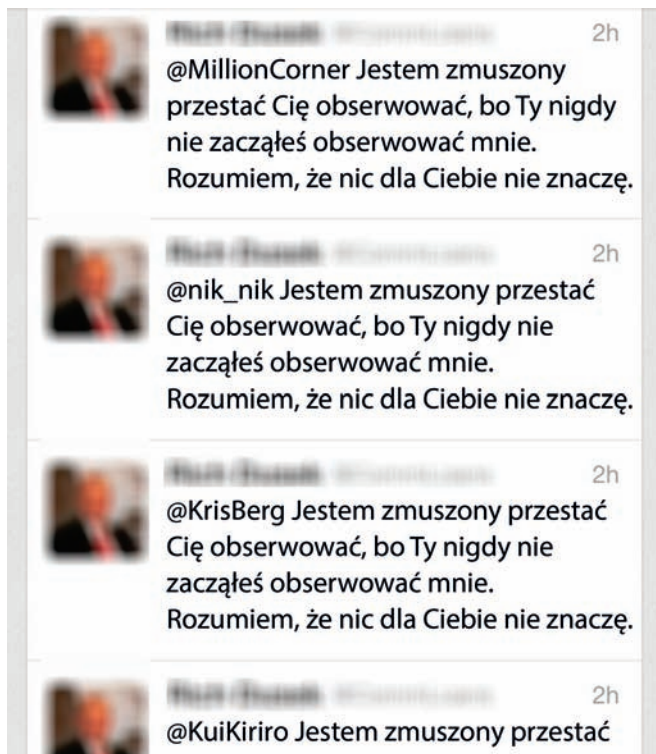 2h
@MillionCorner Jestem zmuszony
przestać Cię obserwować, bo Ty nigdy
nie zacząłeś obserwować mnie.
Rozumiem, że nic dla Ciebie nie znaczę.
2h
@nik_nik Jestem zmuszony przestać
Cię obserwować, bo Ty nigdy nie
zacząłeś obserwować mnie.
Rozumiem, że nic dla Ciebie nie znaczę.
2h
@KrisBerg Jestem zmuszony przestać
Cię obserwować, bo Ty nigdy nie
zacząłeś obserwować mnie.
Rozumiem, że nic dla Ciebie nie znaczę.
2h
@KuiKiriro Jestem zmuszony przestać